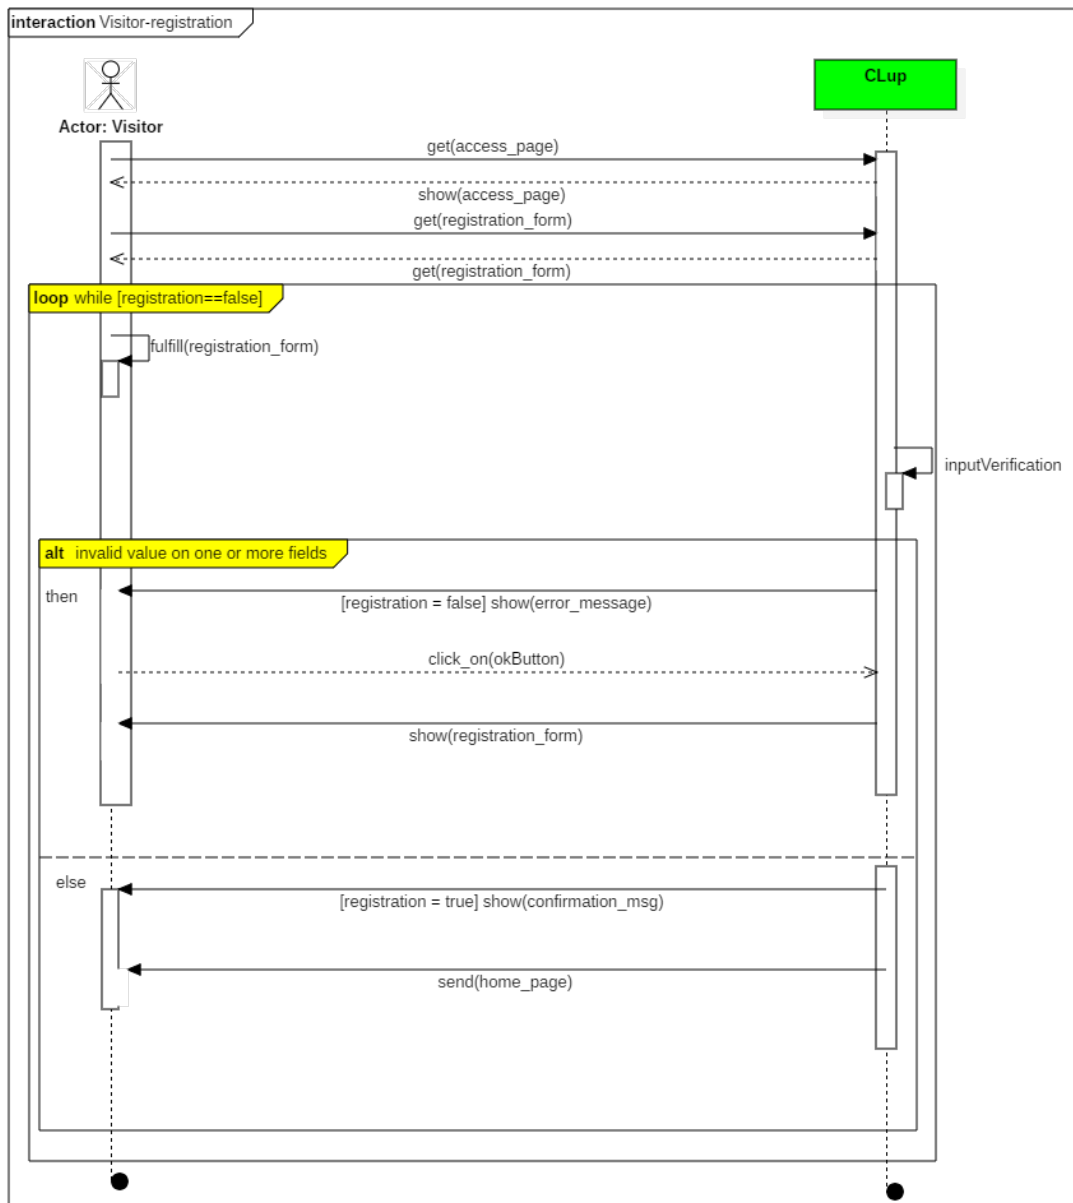 interaction Visitor-registration
CLup
Actor: Visitor
get(access_page)
show(access_page)
get(registration_form)
get(registration_form)
loop while [registration==false]
fulfill(registration_form)
inputVerification
alt invalid value on one or more fields
then
[registration = false] show(error_message)
click_on(okButton)
show(registration_form)
else
[registration = true] show(confirmation_msg)
send(home_page)